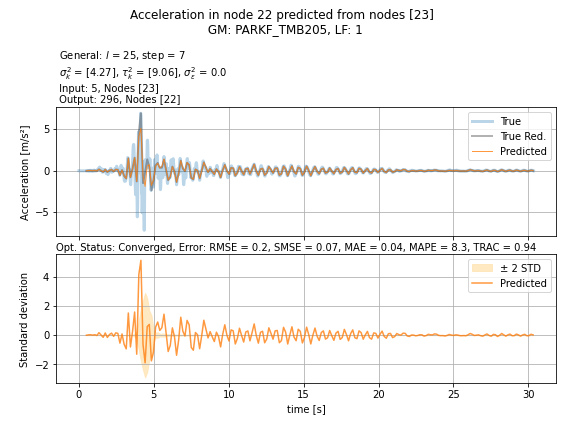 Acceleration in node 22 predicted from nodes [23]
GM: PARKF_TMB205, LF: 1
General: l = 25, step = 7
σ²ₖ = [4.27], τ²ₖ = [9.06], σ²ε = 0.0
Input: 5, Nodes [23]
Output: 296, Nodes [22]
True
True Red.
Predicted
Acceleration [m/s²]
5
0
−5
Opt. Status: Converged, Error: RMSE = 0.2, SMSE = 0.07, MAE = 0.04, MAPE = 8.3, TRAC = 0.94
± 2 STD
Predicted
Standard deviation
4
2
0
−2
0 5 10 15 20 25 30
time [s]